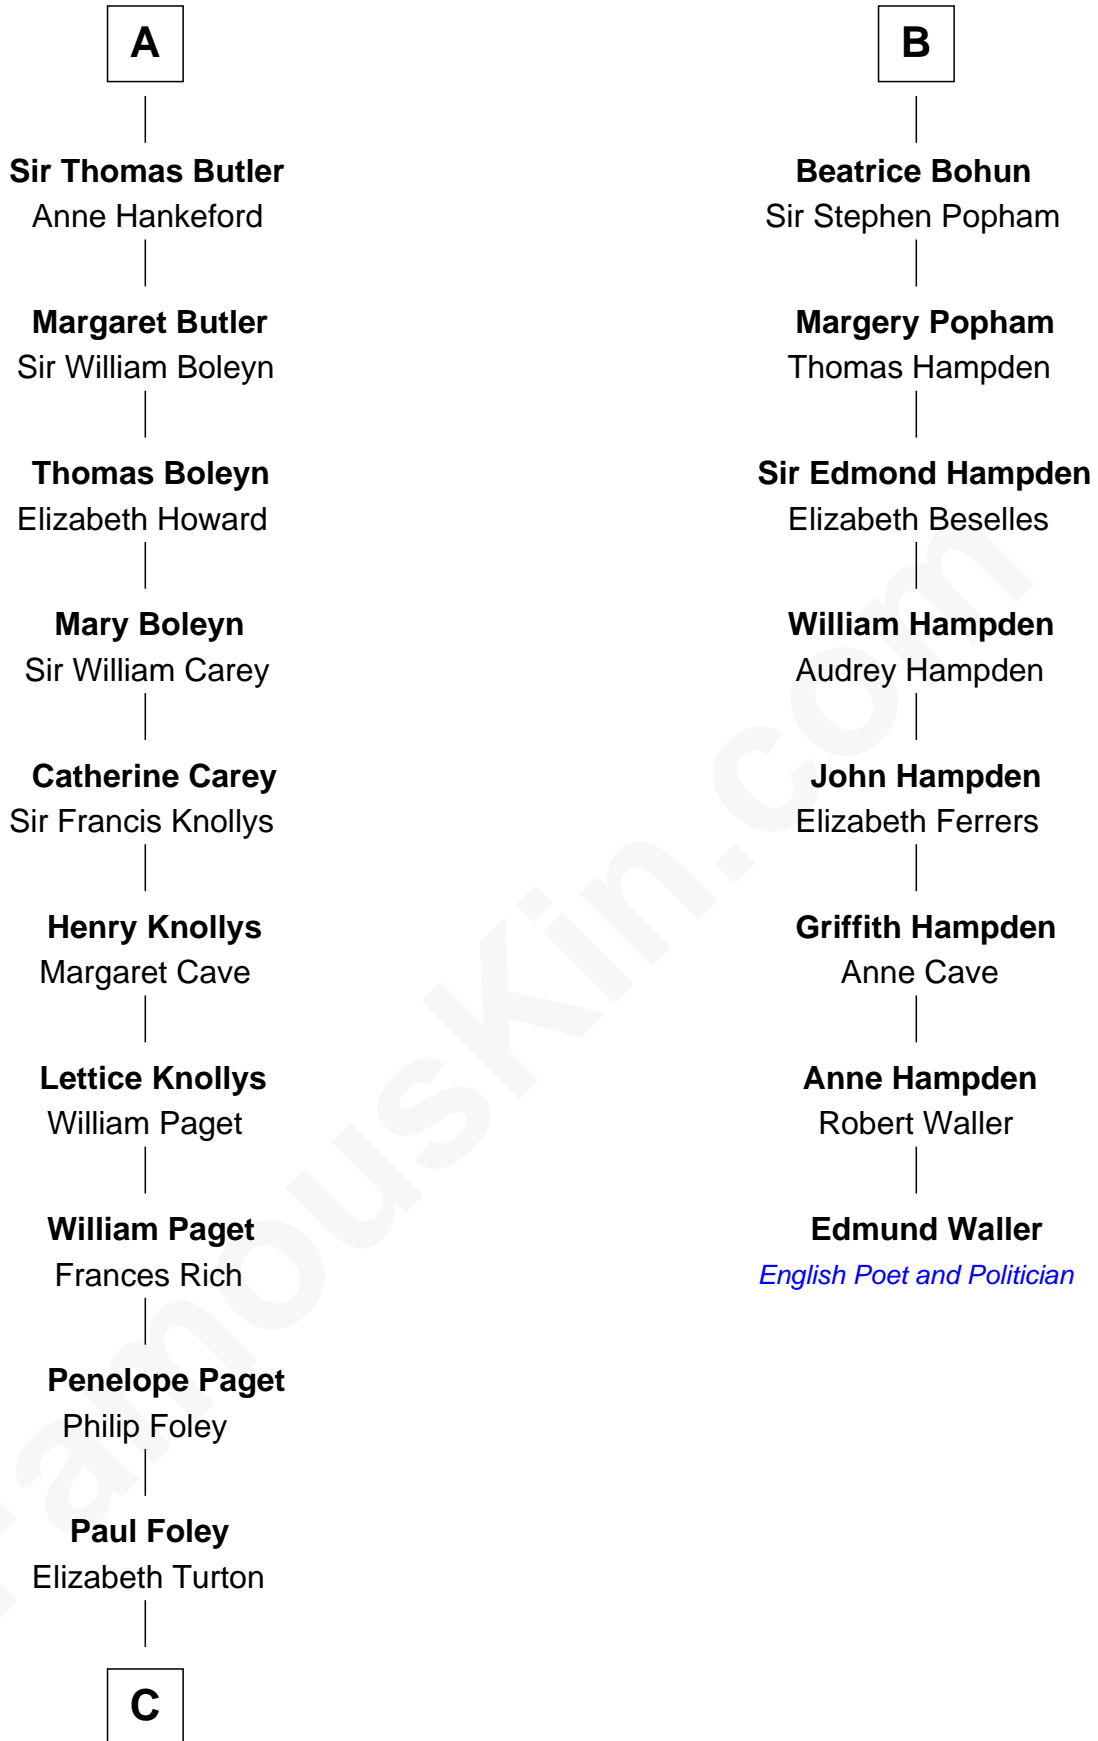 A
Sir Thomas Butler
Anne Hankeford
Margaret Butler
Sir William Boleyn
Thomas Boleyn
Elizabeth Howard
Mary Boleyn
Sir William Carey
Catherine Carey
Sir Francis Knollys
Henry Knollys
Margaret Cave
Lettice Knollys
William Paget
William Paget
Frances Rich
Penelope Paget
Philip Foley
Paul Foley
Elizabeth Turton
C
B
Beatrice Bohun
Sir Stephen Popham
Margery Popham
Thomas Hampden
Sir Edmond Hampden
Elizabeth Beselles
William Hampden
Audrey Hampden
John Hampden
Elizabeth Ferrers
Griffith Hampden
Anne Cave
Anne Hampden
Robert Waller
Edmund Waller
English Poet and Politician
FamousKin.com